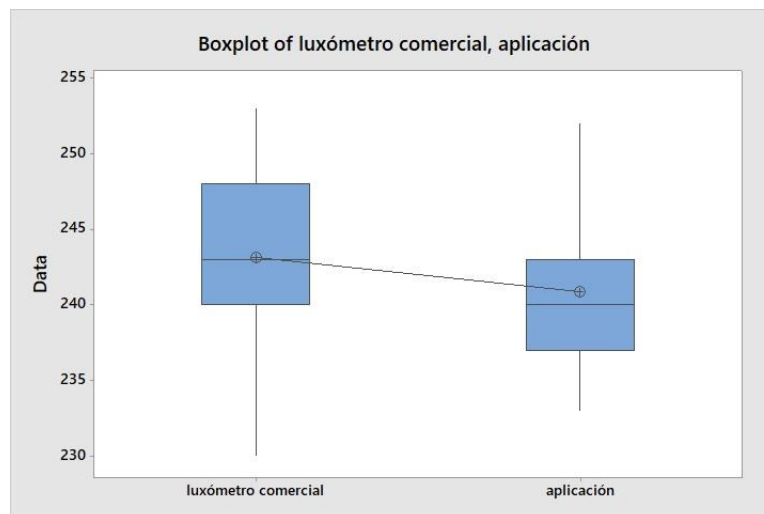 Boxplot of luxómetro comercial, aplicación
255
250
245
240
235
230
Data
luxómetro comercial
aplicación